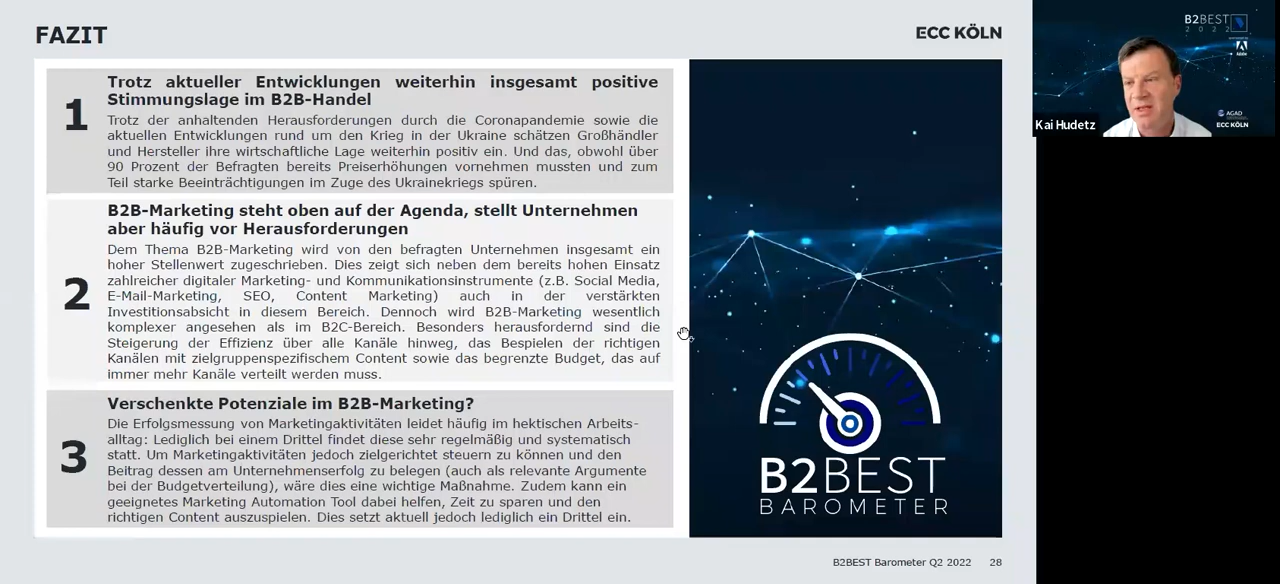 FAZIT
ECC KÖLN
1
Trotz aktueller Entwicklungen weiterhin insgesamt positive
Stimmungslage im B2B-Handel
Trotz der anhaltenden Herausforderungen durch die Coronapandemie sowie die
aktuellen Entwicklungen rund um den Krieg in der Ukraine schätzen Großhändler
und Hersteller ihre wirtschaftliche Lage weiterhin positiv ein. Und das, obwohl über
90 Prozent der Befragten bereits Preiserhöhungen vornehmen mussten und zum
Teil starke Beeinträchtigungen im Zuge des Ukrainekriegs spüren.
2
B2B-Marketing steht oben auf der Agenda, stellt Unternehmen
aber häufig vor Herausforderungen
Dem Thema B2B-Marketing wird von den befragten Unternehmen insgesamt ein
hoher Stellenwert zugeschrieben. Dies zeigt sich neben dem bereits hohen Einsatz
zahlreicher digitaler Marketing- und Kommunikationsinstrumente (z.B. Social Media,
E-Mail-Marketing, SEO, Content Marketing) auch in der verstärkten
Investitionsabsicht in diesem Bereich. Dennoch wird B2B-Marketing wesentlich
komplexer angesehen als im B2C-Bereich. Besonders herausfordernd sind die
Steigerung der Effizienz über alle Kanäle hinweg, das Bespielen der richtigen
Kanälen mit zielgruppenspezifischem Content sowie das begrenzte Budget, das auf
immer mehr Kanäle verteilt werden muss.
3
Verschenkte Potenziale im B2B-Marketing?
Die Erfolgsmessung von Marketingaktivitäten leidet häufig im hektischen Arbeits-
alltag: Lediglich bei einem Drittel findet diese sehr regelmäßig und systematisch
statt. Um Marketingaktivitäten jedoch zielgerichtet steuern zu können und den
Beitrag dessen am Unternehmenserfolg zu belegen (auch als relevante Argumente
bei der Budgetverteilung), wäre dies eine wichtige Maßnahme. Zudem kann ein
geeignetes Marketing Automation Tool dabei helfen, Zeit zu sparen und den
richtigen Content auszuspielen. Dies setzt aktuell jedoch lediglich ein Drittel ein.
B2BEST
BAROMETER
B2BEST Barometer Q2 2022 28
B2BEST
2022
Adobe
Kai Hudetz
AGAD
ECC KÖLN